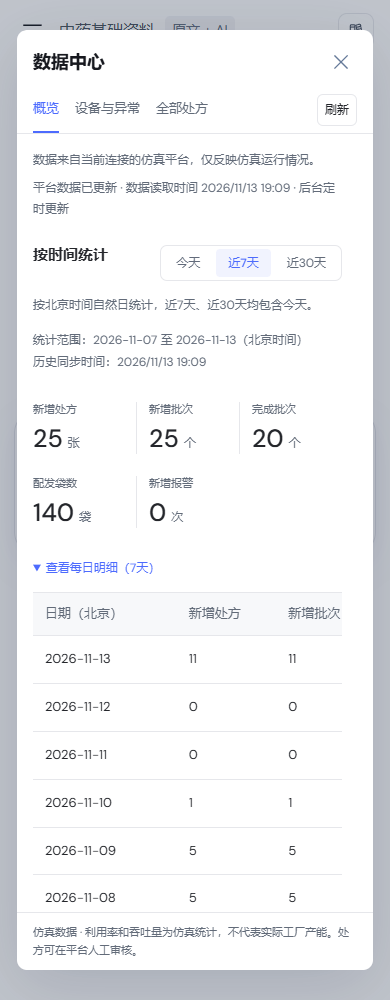 中药基础资料 原文 + AI
数据中心
概览 设备与异常 全部处方 刷新
数据来自当前连接的仿真平台，仅反映仿真运行情况。
平台数据已更新 · 数据读取时间 2026/11/13 19:09 · 后台定
时更新
按时间统计 今天 近7天 近30天
按北京时间自然日统计，近7天、近30天均包含今天。
统计范围：2026-11-07 至 2026-11-13（北京时间）
历史同步时间：2026/11/13 19:09
新增处方 新增批次 完成批次
25 张 25 个 20 个
配发袋数 新增报警
140 袋 0 次
▼ 查看每日明细（7天）
日期（北京） 新增处方 新增批次
2026-11-13 11 11
2026-11-12 0 0
2026-11-11 0 0
2026-11-10 1 1
2026-11-09 5 5
2026-11-08 5 5
仿真数据 · 利用率和吞吐量为仿真统计，不代表实际工厂产能。处
方可在平台人工审核。